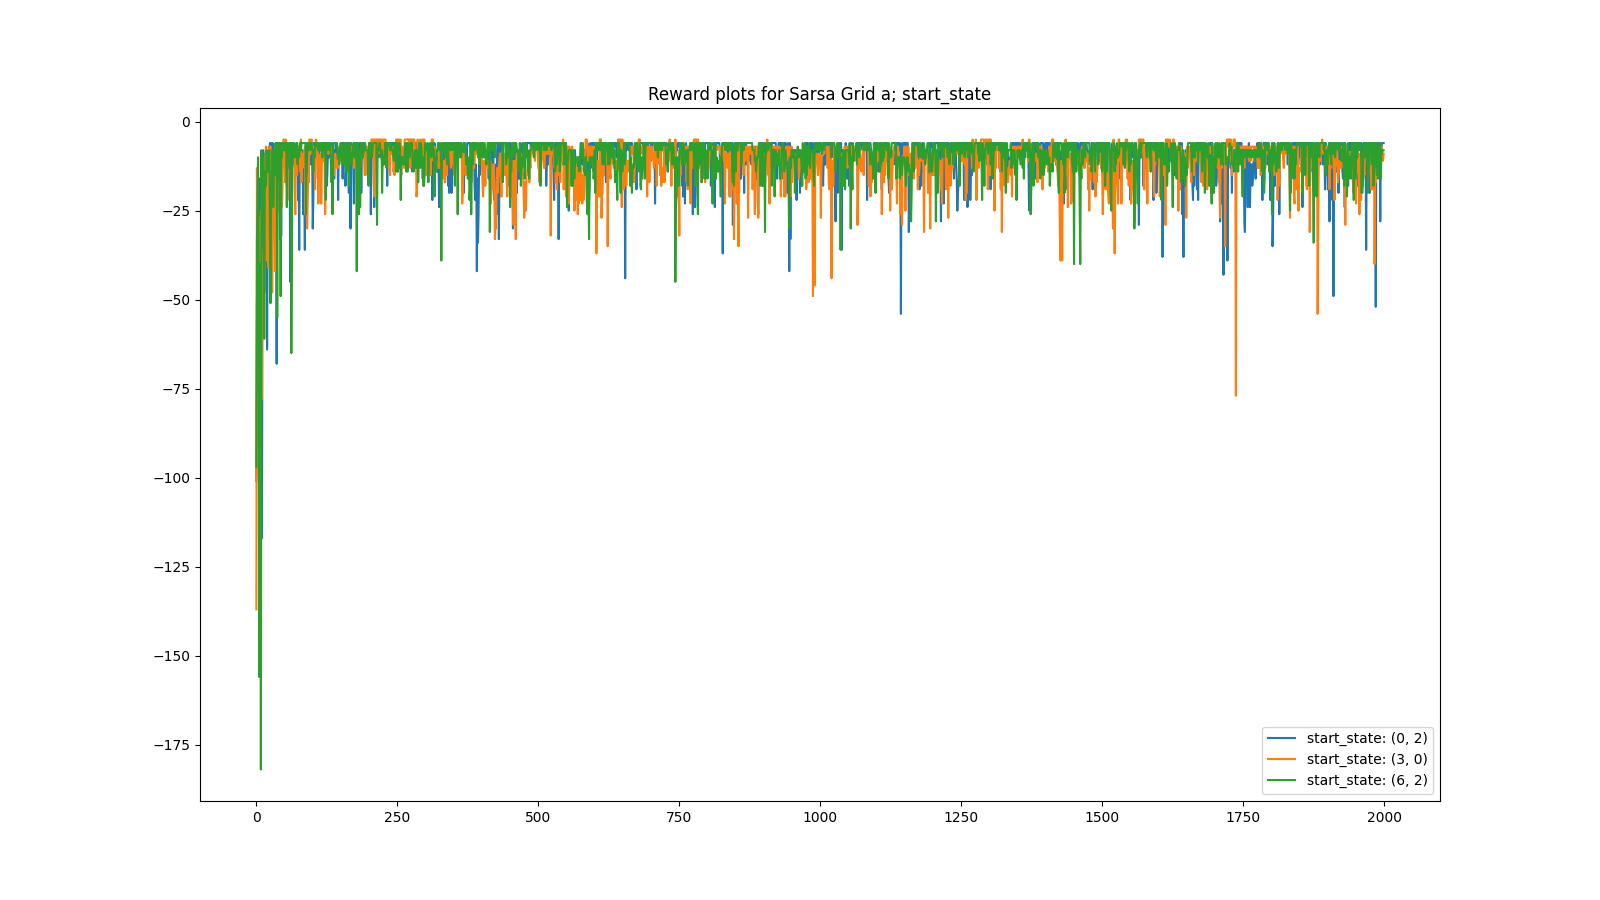 Reward plots for Sarsa Grid a; start_state
0
−25
−50
−75
−100
−125
−150
−175
0 250 500 750 1000 1250 1500 1750 2000
start_state: (0, 2)
start_state: (3, 0)
start_state: (6, 2)